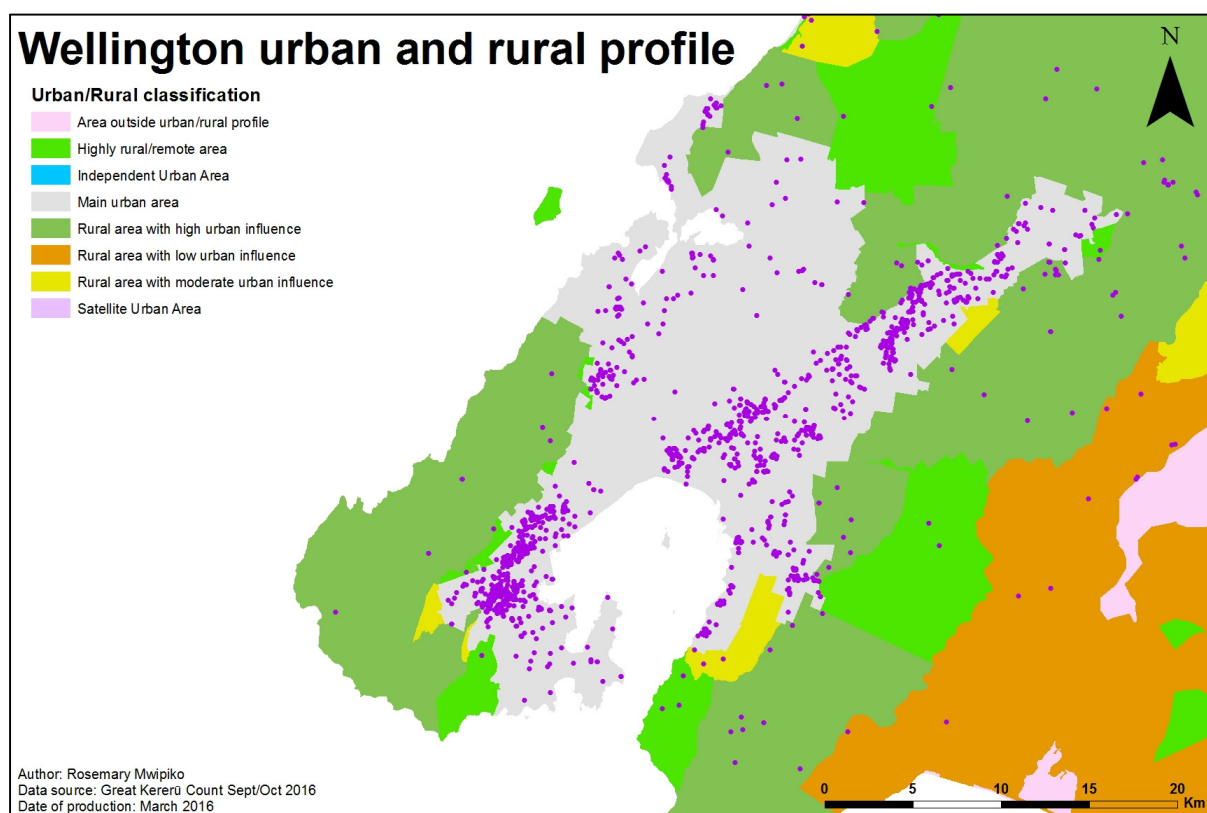 Wellington urban and rural profile
N
Urban/Rural classification
Area outside urban/rural profile
Highly rural/remote area
Independent Urban Area
Main urban area
Rural area with high urban influence
Rural area with low urban influence
Rural area with moderate urban influence
Satellite Urban Area
Author: Rosemary Mwipiko
Data source: Great Kererū Count Sept/Oct 2016
Date of production: March 2016
0 5 10 15 20
Km